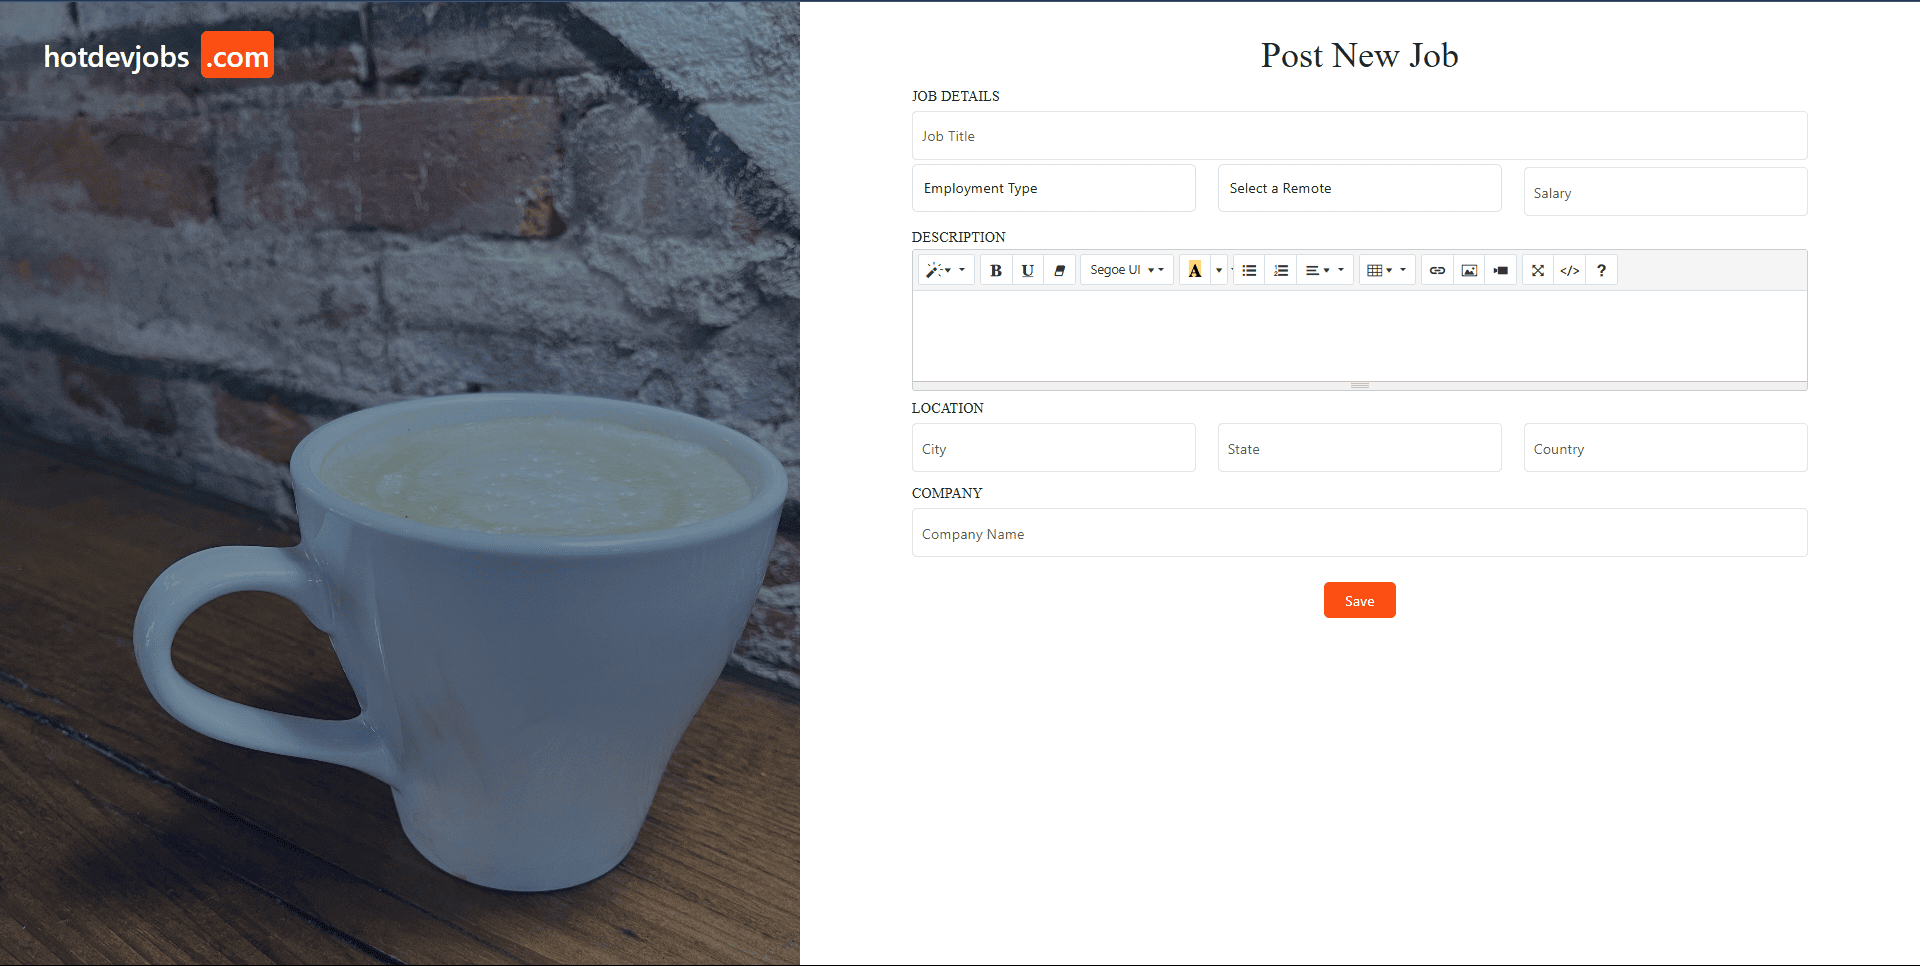 hotdevjobs .com
Post New Job
JOB DETAILS
Job Title
Employment Type Select a Remote Salary
DESCRIPTION
B U Segoe UI A </> ?
LOCATION
City State Country
COMPANY
Company Name
Save